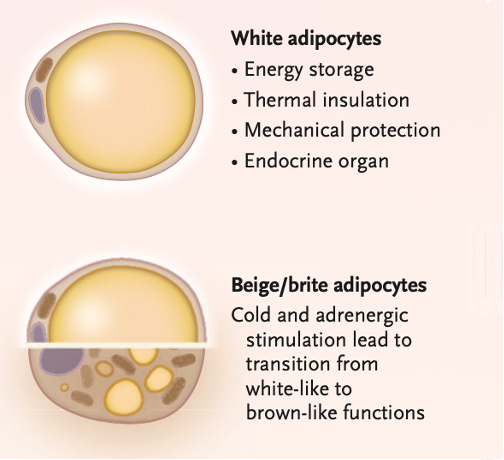 White adipocytes
• Energy storage
• Thermal insulation
• Mechanical protection
• Endocrine organ
Beige/brite adipocytes
Cold and adrenergic
stimulation lead to
transition from
white-like to
brown-like functions